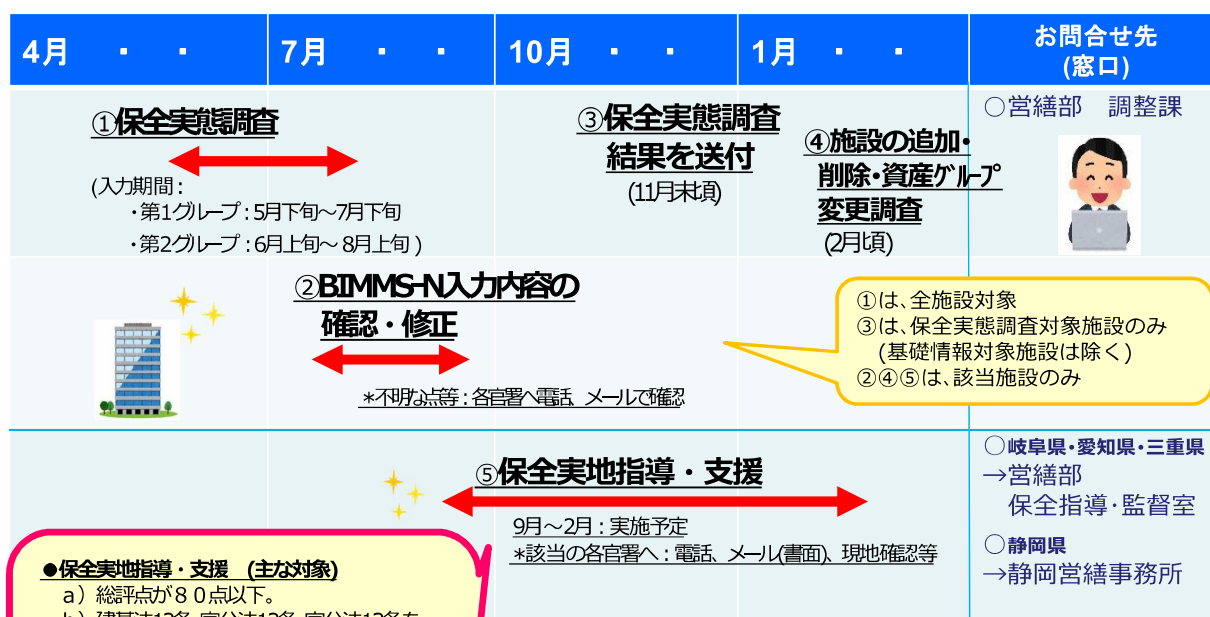 4月 ・ ・ 7月 ・ ・ 10月 ・ ・ 1月 ・ ・ お問合せ先
(窓口)
①保全実態調査
(入力期間：
・第1グループ：5月下旬～7月下旬
・第2グループ：6月上旬～8月上旬)
③保全実態調査
結果を送付
(11月末頃)
④施設の追加・
削除・資産グループ
変更調査
(2月頃)
○営繕部　調整課
②BIMMS-N入力内容の
確認・修正
＊不明な点等：各官署へ電話、メールで確認
①は、全施設対象
③は、保全実態調査対象施設のみ
(基礎情報対象施設は除く)
②④⑤は、該当施設のみ
⑤保全実地指導・支援
9月～2月：実施予定
＊該当の各官署へ：電話、メール(書面)、現地確認等
○岐阜県・愛知県・三重県
→営繕部
保全指導・監督室
○静岡県
→静岡営繕事務所
●保全実地指導・支援　(主な対象)
a）総評点が８０点以下。